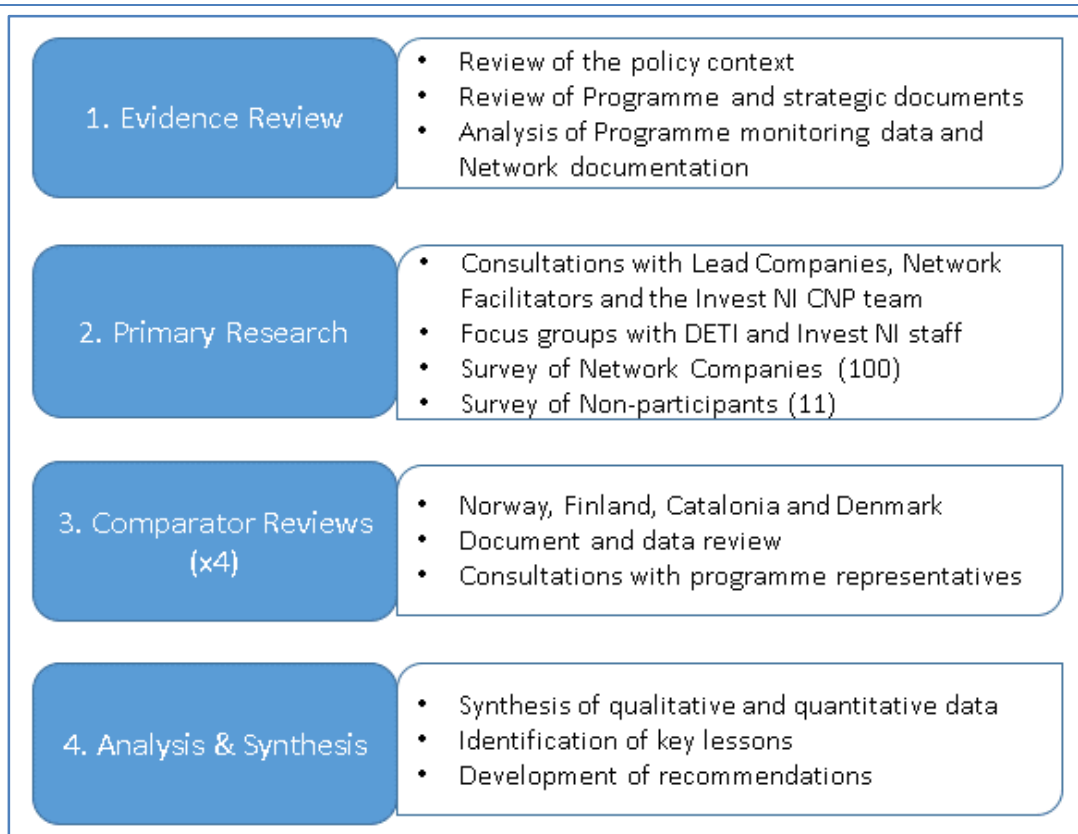 1. Evidence Review
• Review of the policy context
• Review of Programme and strategic documents
• Analysis of Programme monitoring data and
Network documentation
2. Primary Research
• Consultations with Lead Companies, Network
Facilitators and the Invest NI CNP team
• Focus groups with DETI and Invest NI staff
• Survey of Network Companies (100)
• Survey of Non-participants (11)
3. Comparator Reviews
(x4)
• Norway, Finland, Catalonia and Denmark
• Document and data review
• Consultations with programme representatives
4. Analysis & Synthesis
• Synthesis of qualitative and quantitative data
• Identification of key lessons
• Development of recommendations